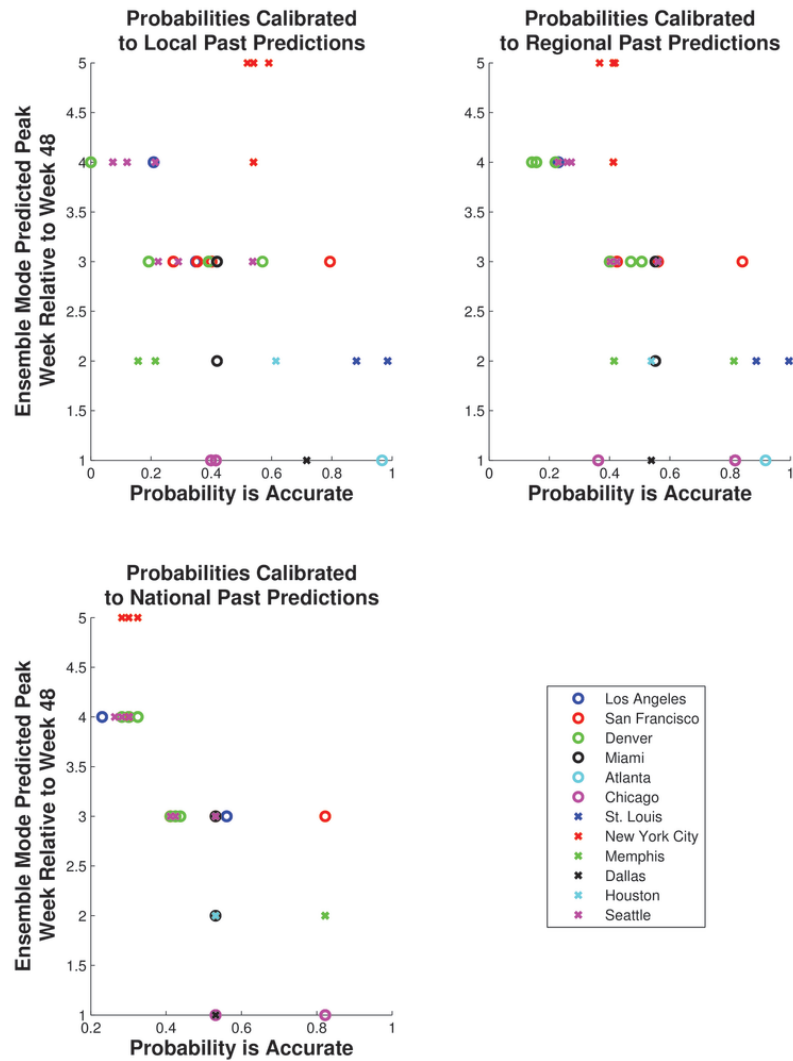 Probabilities Calibrated
to Local Past Predictions
Ensemble Mode Predicted Peak
Week Relative to Week 48
5
4.5
4
3.5
3
2.5
2
1.5
1
0 0.2 0.4 0.6 0.8 1
Probability is Accurate
Probabilities Calibrated
to Regional Past Predictions
5
4.5
4
3.5
3
2.5
2
1.5
1
0 0.2 0.4 0.6 0.8 1
Probability is Accurate
Probabilities Calibrated
to National Past Predictions
Ensemble Mode Predicted Peak
Week Relative to Week 48
5
4.5
4
3.5
3
2.5
2
1.5
1
0.2 0.4 0.6 0.8 1
Probability is Accurate
Los Angeles
San Francisco
Denver
Miami
Atlanta
Chicago
St. Louis
New York City
Memphis
Dallas
Houston
Seattle